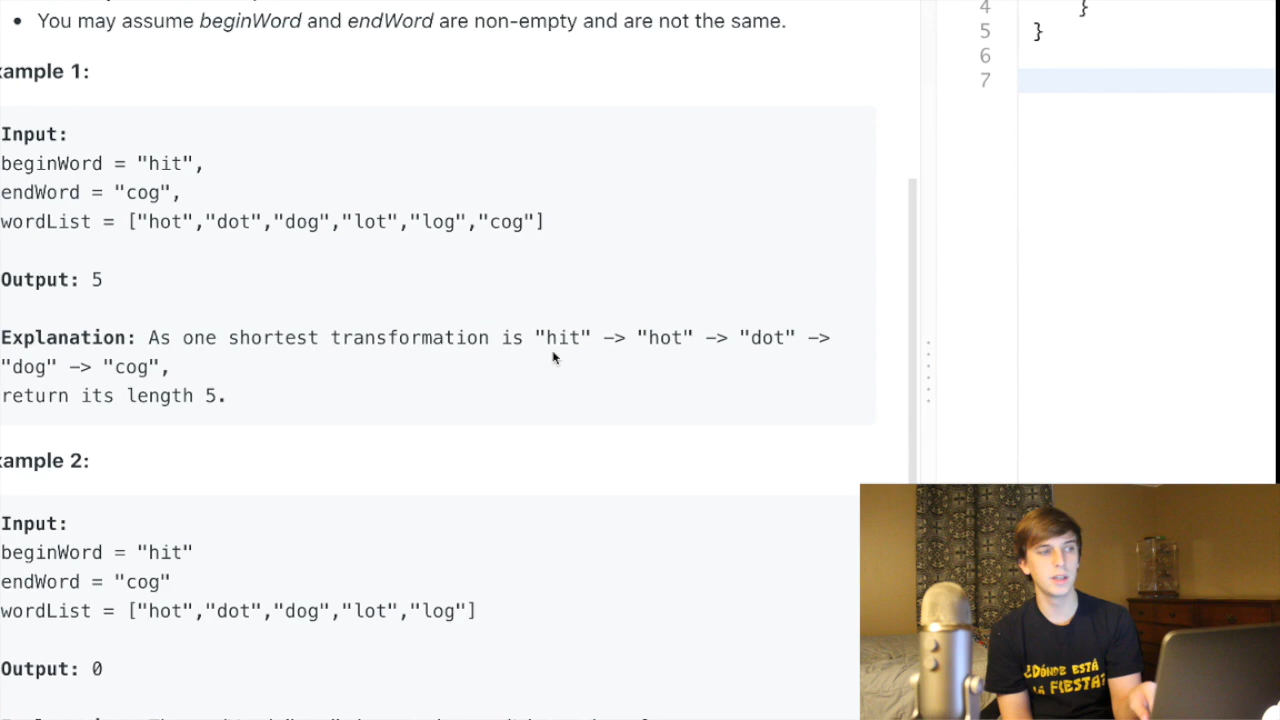 • You may assume beginWord and endWord are non-empty and are not the same.
ample 1:
Input:
beginWord = "hit",
endWord = "cog",
wordList = ["hot","dot","dog","lot","log","cog"]
Output: 5
Explanation: As one shortest transformation is "hit" -> "hot" -> "dot" ->
"dog" -> "cog",
return its length 5.
ample 2:
Input:
beginWord = "hit"
endWord = "cog"
wordList = ["hot","dot","dog","lot","log"]
Output: 0
4 }
5 }
6
7
¿DÓNDE ESTÁ
LA FIESTA?